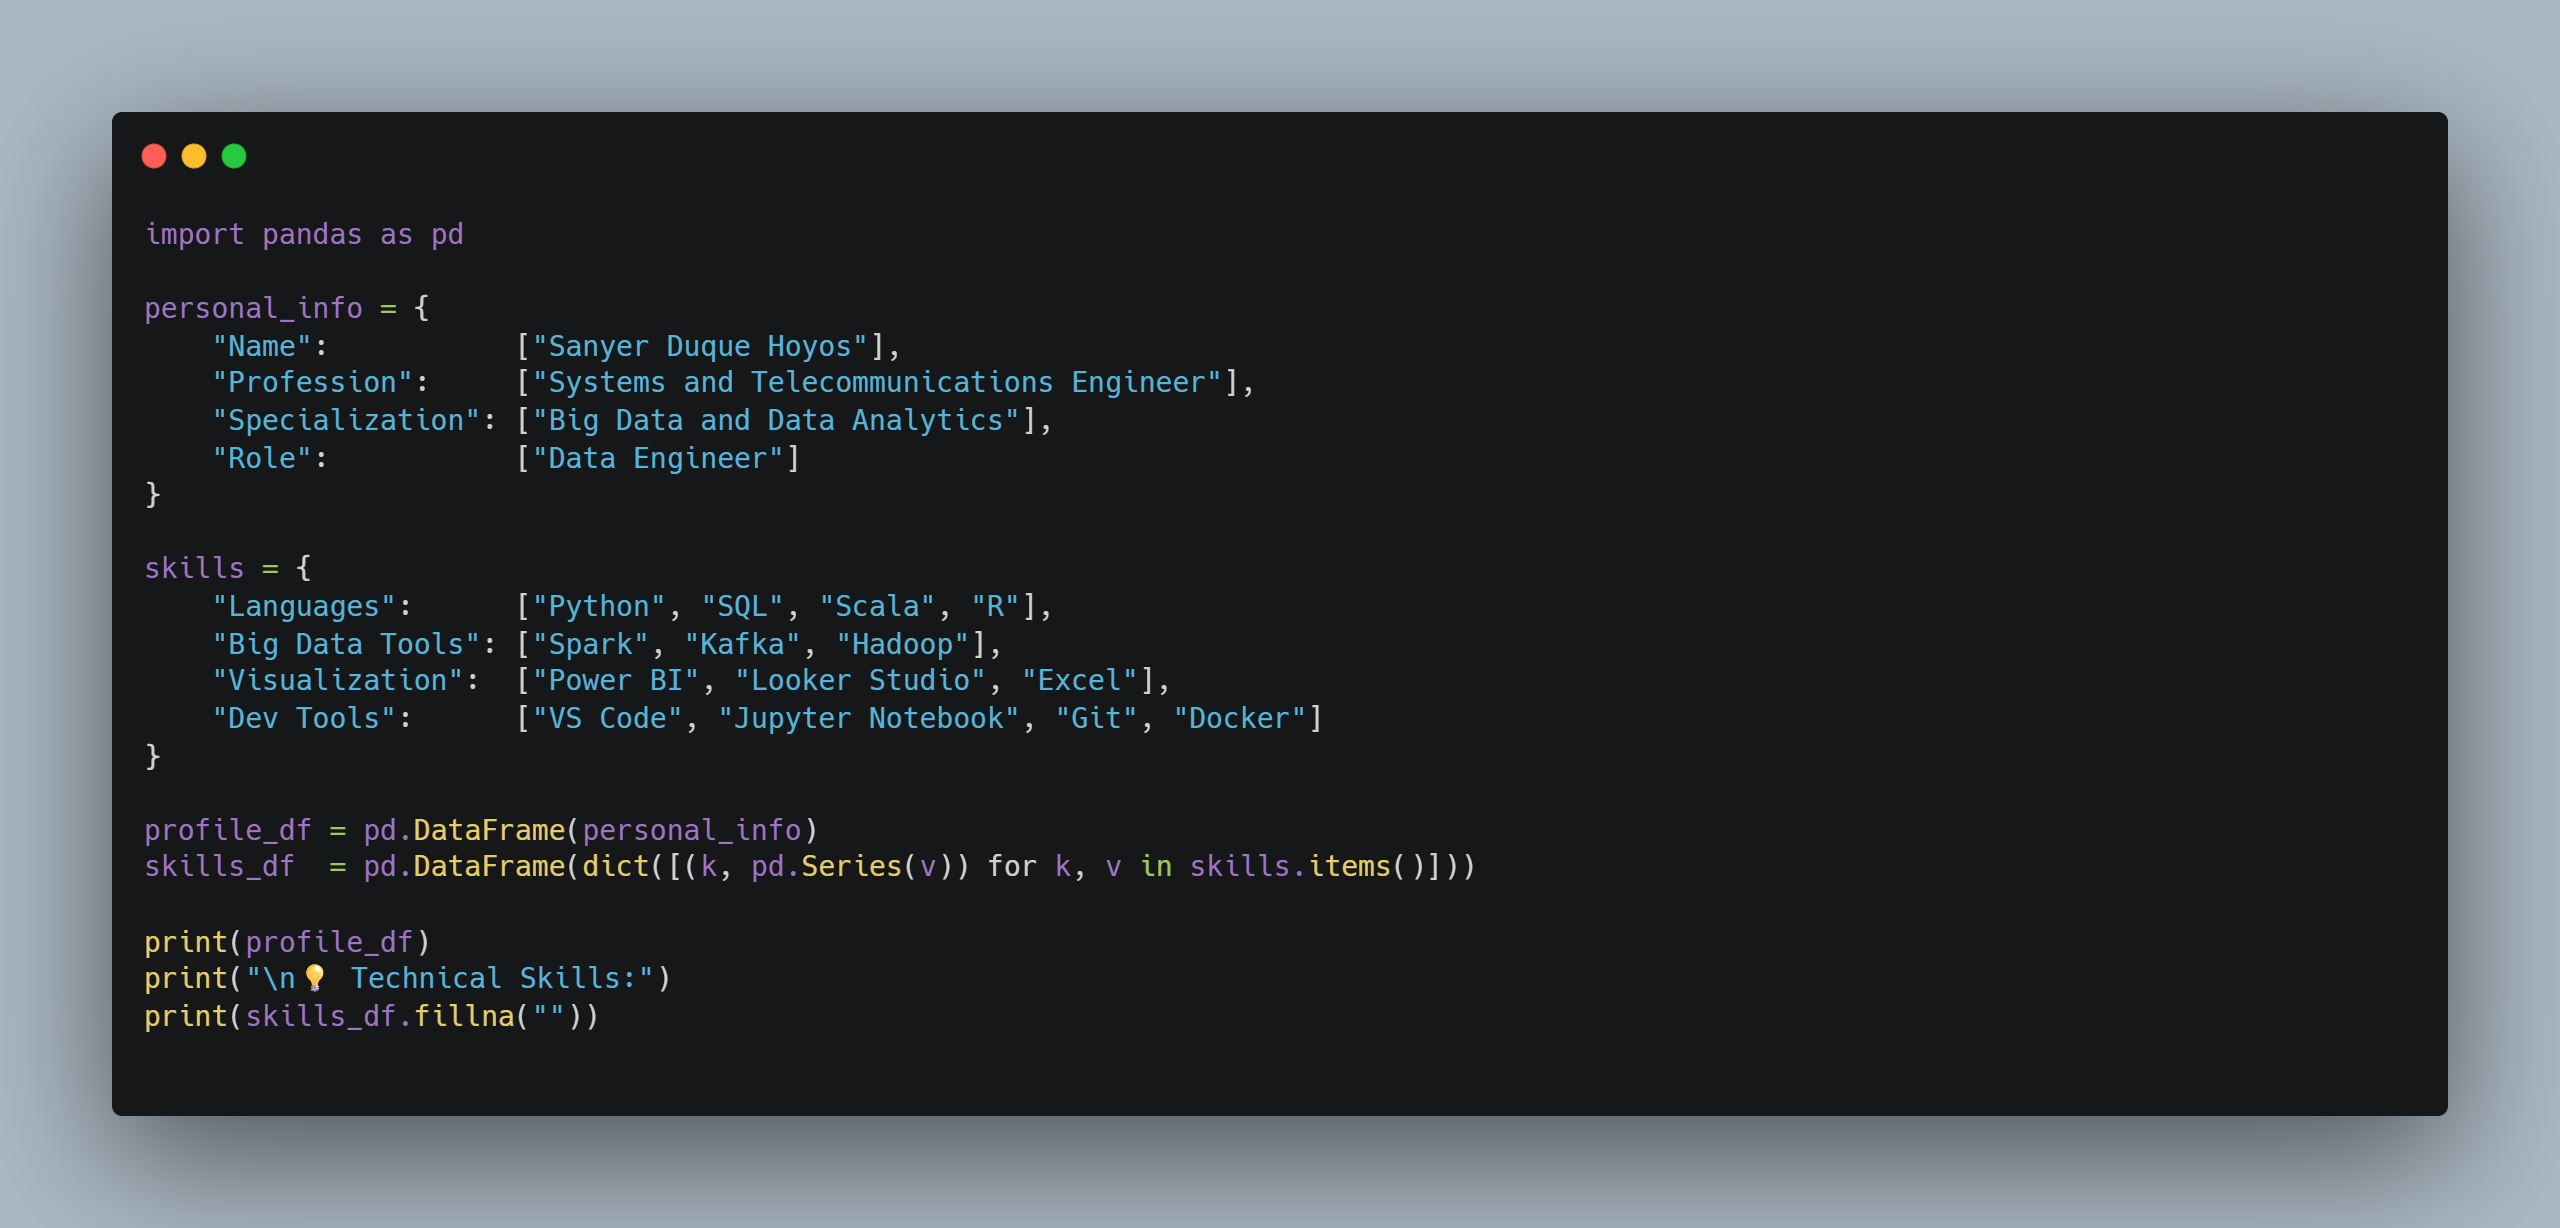 import pandas as pd

personal_info = {
    "Name":           ["Sanyer Duque Hoyos"],
    "Profession":     ["Systems and Telecommunications Engineer"],
    "Specialization": ["Big Data and Data Analytics"],
    "Role":           ["Data Engineer"]
}

skills = {
    "Languages":      ["Python", "SQL", "Scala", "R"],
    "Big Data Tools": ["Spark", "Kafka", "Hadoop"],
    "Visualization":  ["Power BI", "Looker Studio", "Excel"],
    "Dev Tools":      ["VS Code", "Jupyter Notebook", "Git", "Docker"]
}

profile_df = pd.DataFrame(personal_info)
skills_df  = pd.DataFrame(dict([(k, pd.Series(v)) for k, v in skills.items()]))

print(profile_df)
print("\n💡 Technical Skills:")
print(skills_df.fillna(""))